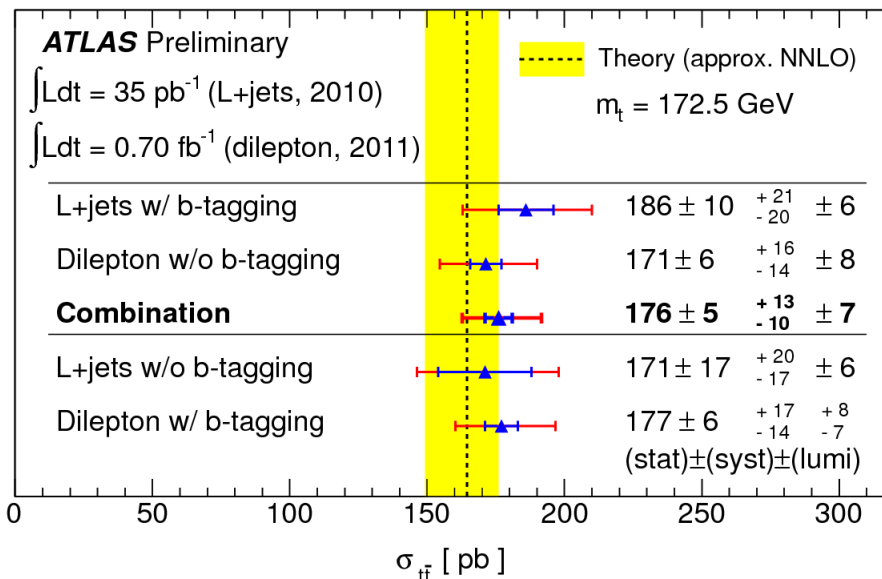 ATLAS Preliminary
∫Ldt = 35 pb⁻¹ (L+jets, 2010)
∫Ldt = 0.70 fb⁻¹ (dilepton, 2011)
Theory (approx. NNLO)
mₜ = 172.5 GeV
L+jets w/ b-tagging 186 ± 10 + 21 - 20 ± 6
Dilepton w/o b-tagging 171 ± 6 + 16 - 14 ± 8
Combination 176 ± 5 + 13 - 10 ± 7
L+jets w/o b-tagging 171 ± 17 + 20 - 17 ± 6
Dilepton w/ b-tagging 177 ± 6 + 17 - 14 + 8 - 7
(stat)±(syst)±(lumi)
0 50 100 150 200 250 300
σ_tt̄ [ pb ]